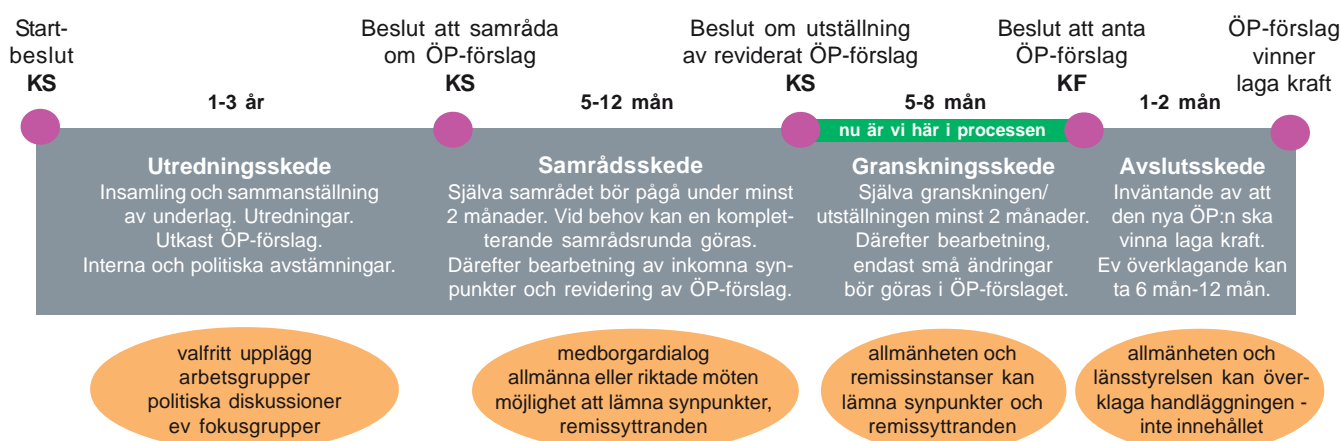 Start-
beslut
KS
1-3 år
Beslut att samråda
om ÖP-förslag
KS
5-12 mån
Beslut om utställning
av reviderat ÖP-förslag
KS
5-8 mån
Beslut att anta
ÖP-förslag
KF
1-2 mån
ÖP-förslag
vinner
laga kraft
nu är vi här i processen
Utredningsskede
Insamling och sammanställning
av underlag. Utredningar.
Utkast ÖP-förslag.
Interna och politiska avstämningar.
Samrådsskede
Själva samrådet bör pågå under minst
2 månader. Vid behov kan en komplet-
terande samrådsrunda göras.
Därefter bearbetning av inkomna syn-
punkter och revidering av ÖP-förslag.
Granskningsskede
Själva granskningen/
utställningen minst 2 månader.
Därefter bearbetning,
endast små ändringar
bör göras i ÖP-förslaget.
Avslutsskede
Inväntande av att
den nya ÖP:n ska
vinna laga kraft.
Ev överklagande kan
ta 6 mån-12 mån.
valfritt upplägg
arbetsgrupper
politiska diskussioner
ev fokusgrupper
medborgardialog
allmänna eller riktade möten
möjlighet att lämna synpunkter,
remissyttranden
allmänheten och
remissinstanser kan
lämna synpunkter och
remissyttranden
allmänheten och
länsstyrelsen kan över-
klaga handläggningen -
inte innehållet